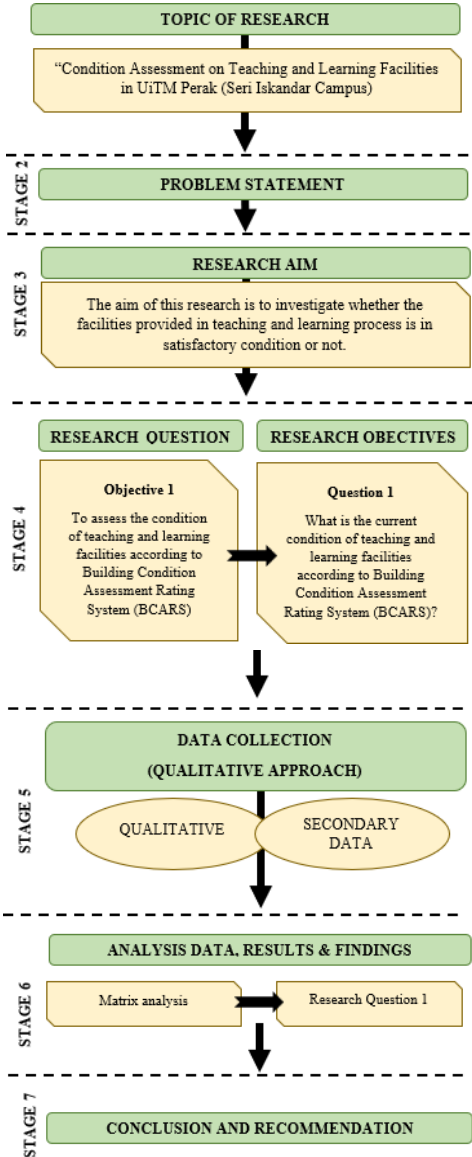 TOPIC OF RESEARCH
“Condition Assessment on Teaching and Learning Facilities
in UiTM Perak (Seri Iskandar Campus)
STAGE 2
PROBLEM STATEMENT
STAGE 3
RESEARCH AIM
The aim of this research is to investigate whether the
facilities provided in teaching and learning process is in
satisfactory condition or not.
STAGE 4
RESEARCH QUESTION
RESEARCH OBECTIVES
Objective 1
To assess the condition
of teaching and learning
facilities according to
Building Condition
Assessment Rating
System (BCARS)
Question 1
What is the current
condition of teaching and
learning facilities
according to Building
Condition Assessment
Rating System (BCARS)?
STAGE 5
DATA COLLECTION
(QUALITATIVE APPROACH)
QUALITATIVE
SECONDARY
DATA
STAGE 6
ANALYSIS DATA, RESULTS & FINDINGS
Matrix analysis
Research Question 1
STAGE 7
CONCLUSION AND RECOMMENDATION